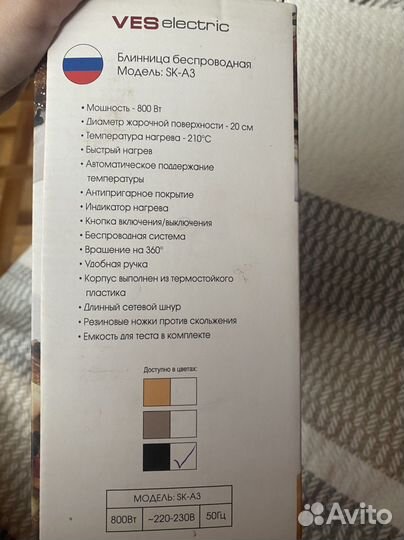 VES electric
Блинница беспроводная
Модель: SK-A3
• Мощность - 800 Вт
• Диаметр жарочной поверхности - 20 см
• Температура нагрева - 210°С
• Быстрый нагрев
• Автоматическое поддержание
температуры
• Антипригарное покрытие
• Индикатор нагрева
• Кнопка включения/выключения
• Беспроводная система
• Вращение на 360°
• Удобная ручка
• Корпус выполнен из термостойкого
пластика
• Длинный сетевой шнур
• Резиновые ножки против скольжения
• Емкость для теста в комплекте
Доступно в цветах:
МОДЕЛЬ: SK-A3
800Вт ~220-230В 50Гц
Avito